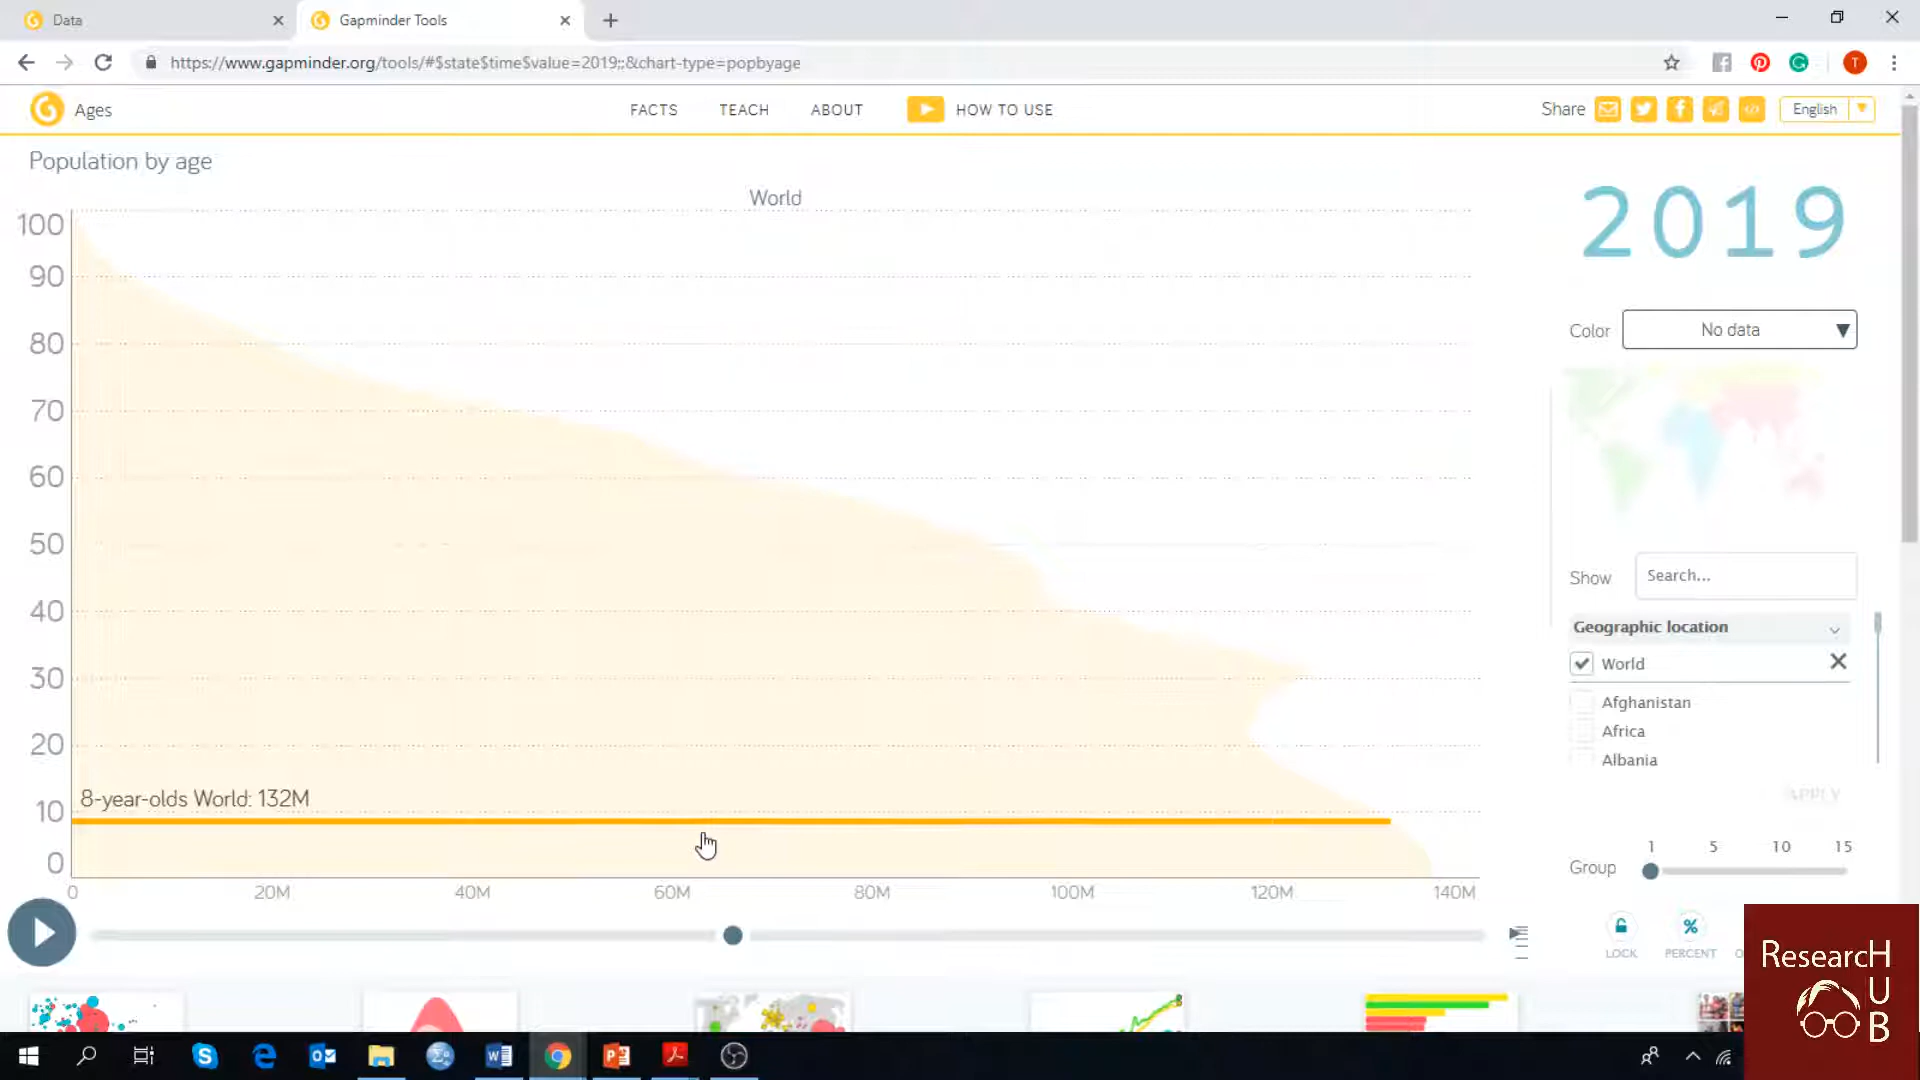 Data
Gapminder Tools
https://www.gapminder.org/tools/#$state$time$value=2019;;&chart-type=popbyage
Ages
FACTS
TEACH
ABOUT
HOW TO USE
Share
English
Population by age
World
2019
100
90
80
70
60
50
40
30
20
10
0
8-year-olds World: 132M
0
20M
40M
60M
80M
100M
120M
140M
Color
No data
Show
Search...
Geographic location
World
Afghanistan
Africa
Albania
APPLY
1
5
10
15
Group
LOCK
PERCENT
ResearcH
U
B